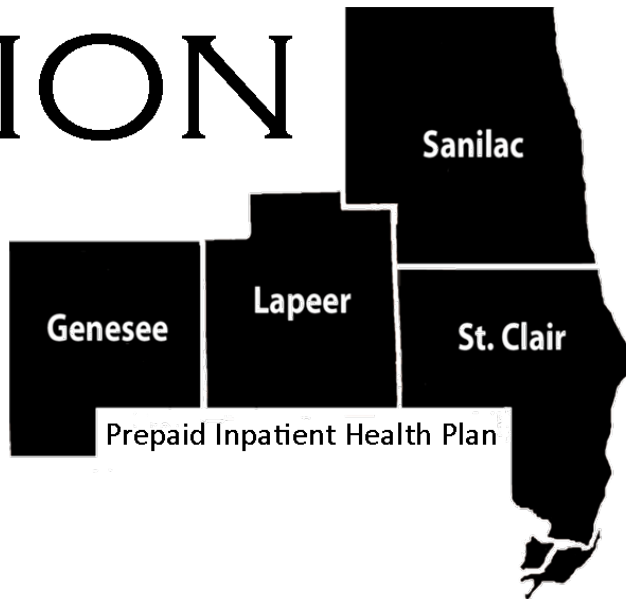 ION
Sanilac
Lapeer
Genesee
St. Clair
Prepaid Inpatient Health Plan